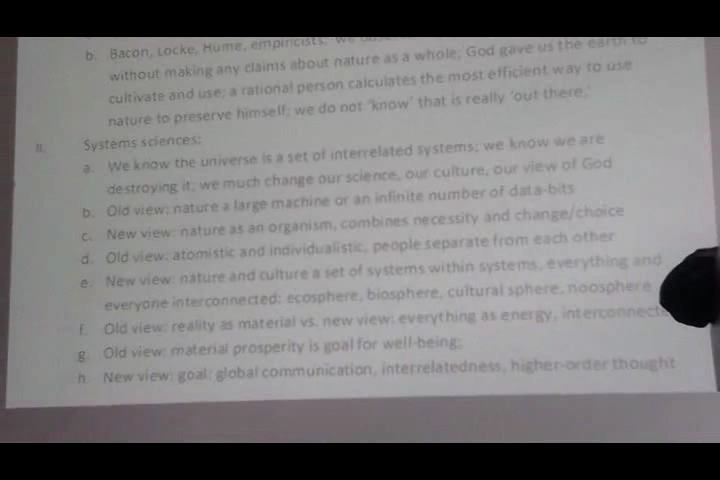 b. Bacon, Locke, Hume, empiricists, we
without making any claims about nature as a whole; God gave us the earth to
cultivate and use; a rational person calculates the most efficient way to use
nature to preserve himself; we do not 'know' that is really 'out there.'
II. Systems sciences:
a. We know the universe is a set of interrelated systems; we know we are
destroying it; we much change our science, our culture, our view of God
b. Old view: nature a large machine or an infinite number of data-bits
c. New view: nature as an organism, combines necessity and change/choice
d. Old view: atomistic and individualistic, people separate from each other
e. New view: nature and culture a set of systems within systems, everything and
everyone interconnected: ecosphere, biosphere, cultural sphere, noosphere
f. Old view: reality as material vs. new view: everything as energy, interconnecte
g. Old view: material prosperity is goal for well-being;
h. New view: goal: global communication, interrelatedness, higher-order thought